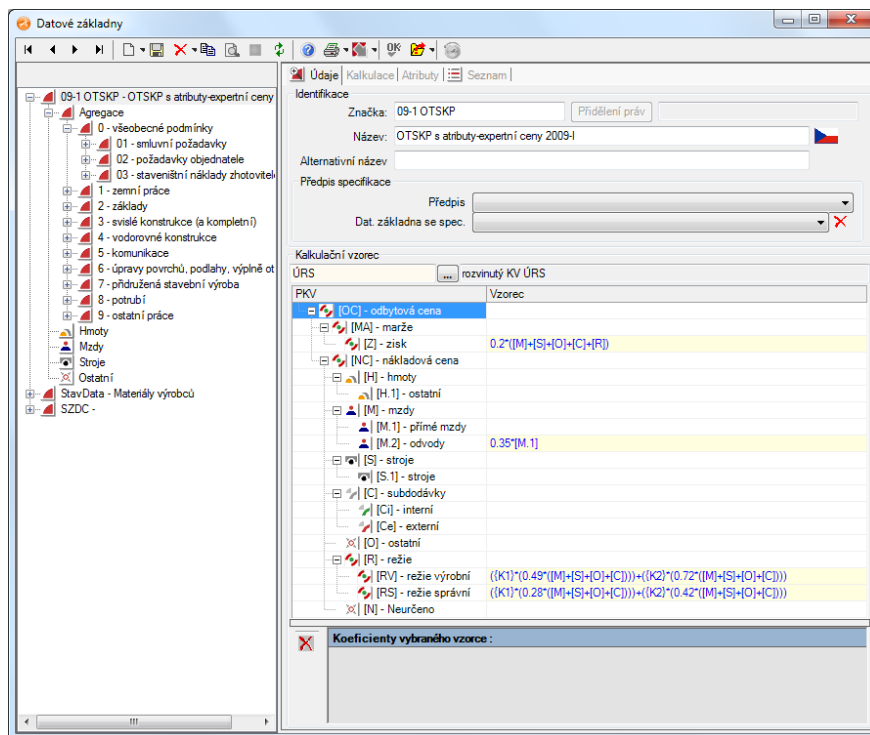 Datové základny
Údaje Kalkulace Atributy Seznam
09-1 OTSKP - OTSKP s atributy-expertní ceny
Agregace
0 - všeobecné podmínky
01 - smluvní požadavky
02 - požadavky objednatele
03 - staveništní náklady zhotovitele
1 - zemní práce
2 - základy
3 - svislé konstrukce (a kompletní)
4 - vodorovné konstrukce
5 - komunikace
6 - úpravy povrchů, podlahy, výplně ot
7 - přidružená stavební výroba
8 - potrubí
9 - ostatní práce
Hmoty
Mzdy
Stroje
Ostatní
StavData - Materiály výrobců
SZDC -
Identifikace
Značka: 09-1 OTSKP Přidělení práv
Název: OTSKP s atributy-expertní ceny 2009-I
Alternativní název
Předpis specifikace
Předpis
Dat. základna se spec.
Kalkulační vzorec
ÚRS ... rozvinutý KV ÚRS
PKV Vzorec
[OC] - odbytová cena
[MA] - marže
[Z] - zisk 0.2*([M]+[S]+[O]+[C]+[R])
[NC] - nákladová cena
[H] - hmoty
[H.1] - ostatní
[M] - mzdy
[M.1] - přímé mzdy
[M.2] - odvody 0.35*[M.1]
[S] - stroje
[S.1] - stroje
[C] - subdodávky
[Ci] - interní
[Ce] - externí
[O] - ostatní
[R] - režie
[RV] - režie výrobní ({K1}*(0.49*([M]+[S]+[O]+[C])))+({K2}*(0.72*([M]+[S]+[O]+[C])))
[RS] - režie správní ({K1}*(0.28*([M]+[S]+[O]+[C])))+({K2}*(0.42*([M]+[S]+[O]+[C])))
[N] - Neurčeno
Koeficienty vybraného vzorce :